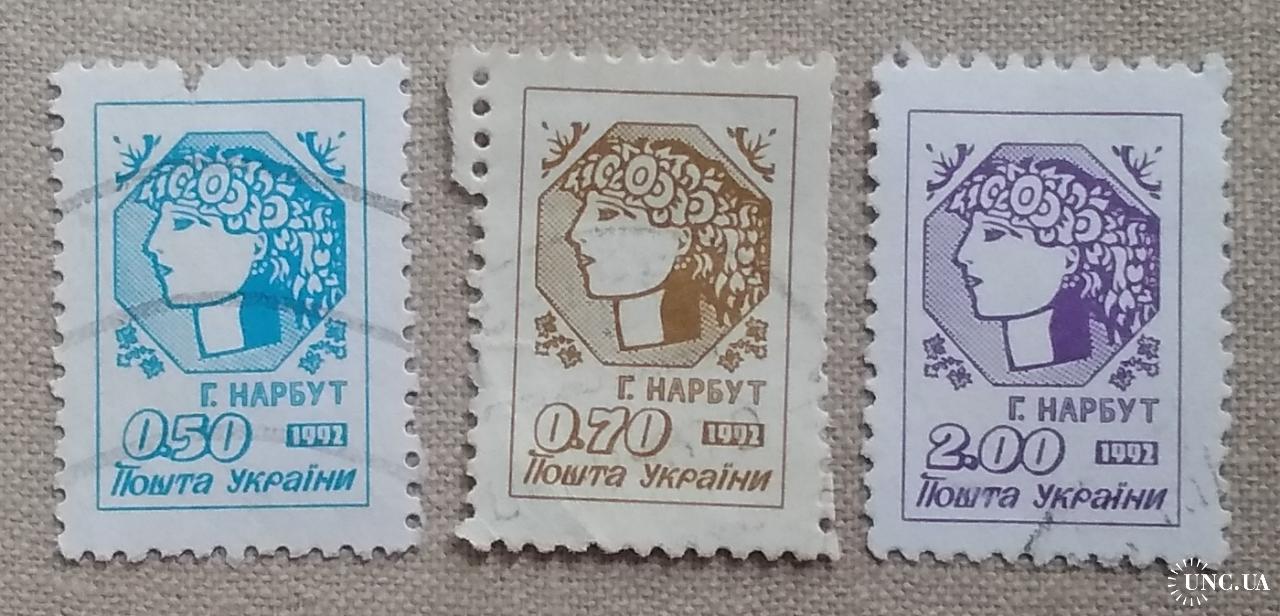 Г. НАРБУТ
0.50 1992
Пошта України
Г. НАРБУТ
0.70 1992
Пошта України
Г. НАРБУТ
2.00 1992
Пошта України
UNC.UA